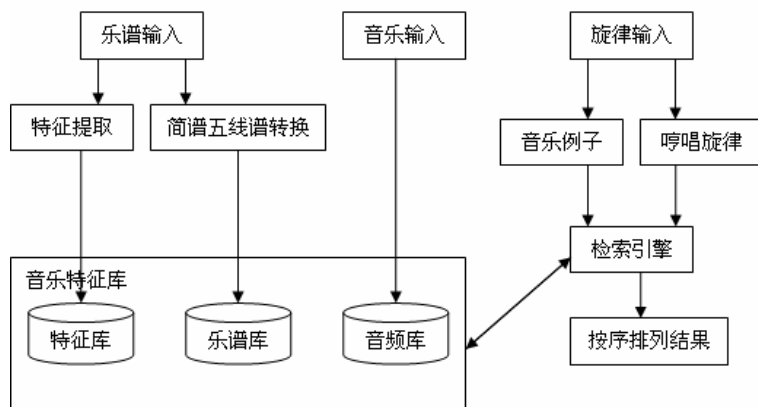 乐谱输入
音乐输入
旋律输入
特征提取
简谱五线谱转换
音乐例子
哼唱旋律
检索引擎
音乐特征库
特征库
乐谱库
音频库
按序排列结果